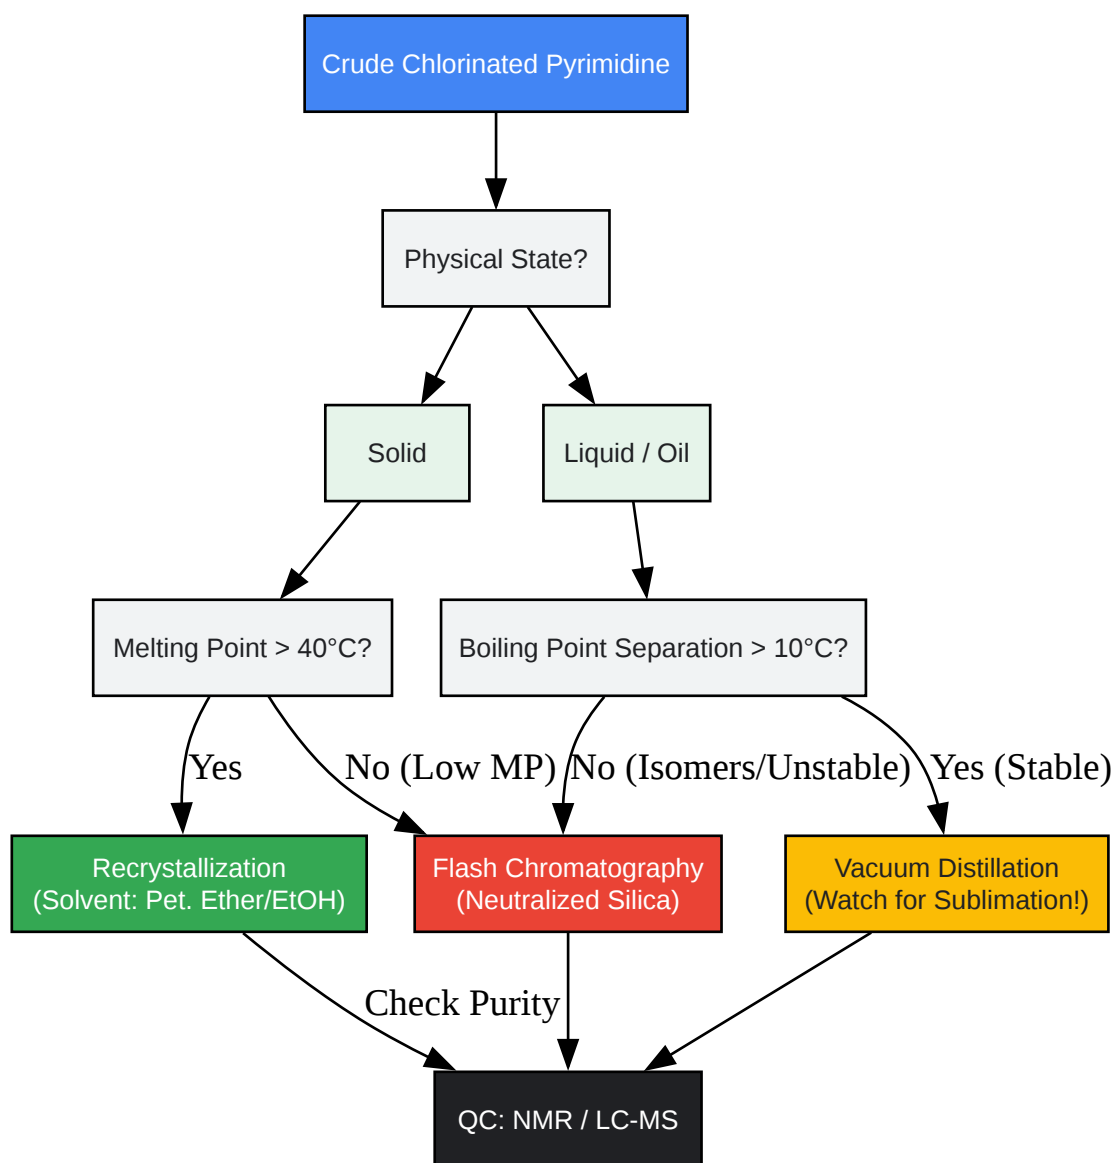 Crude Chlorinated Pyrimidine
Physical State?
Solid
Liquid / Oil
Melting Point > 40°C?
Boiling Point Separation > 10°C?
Yes
No (Low MP)
No (Isomers/Unstable)
Yes (Stable)
Recrystallization
(Solvent: Pet. Ether/EtOH)
Flash Chromatography
(Neutralized Silica)
Vacuum Distillation
(Watch for Sublimation!)
Check Purity
QC: NMR / LC-MS